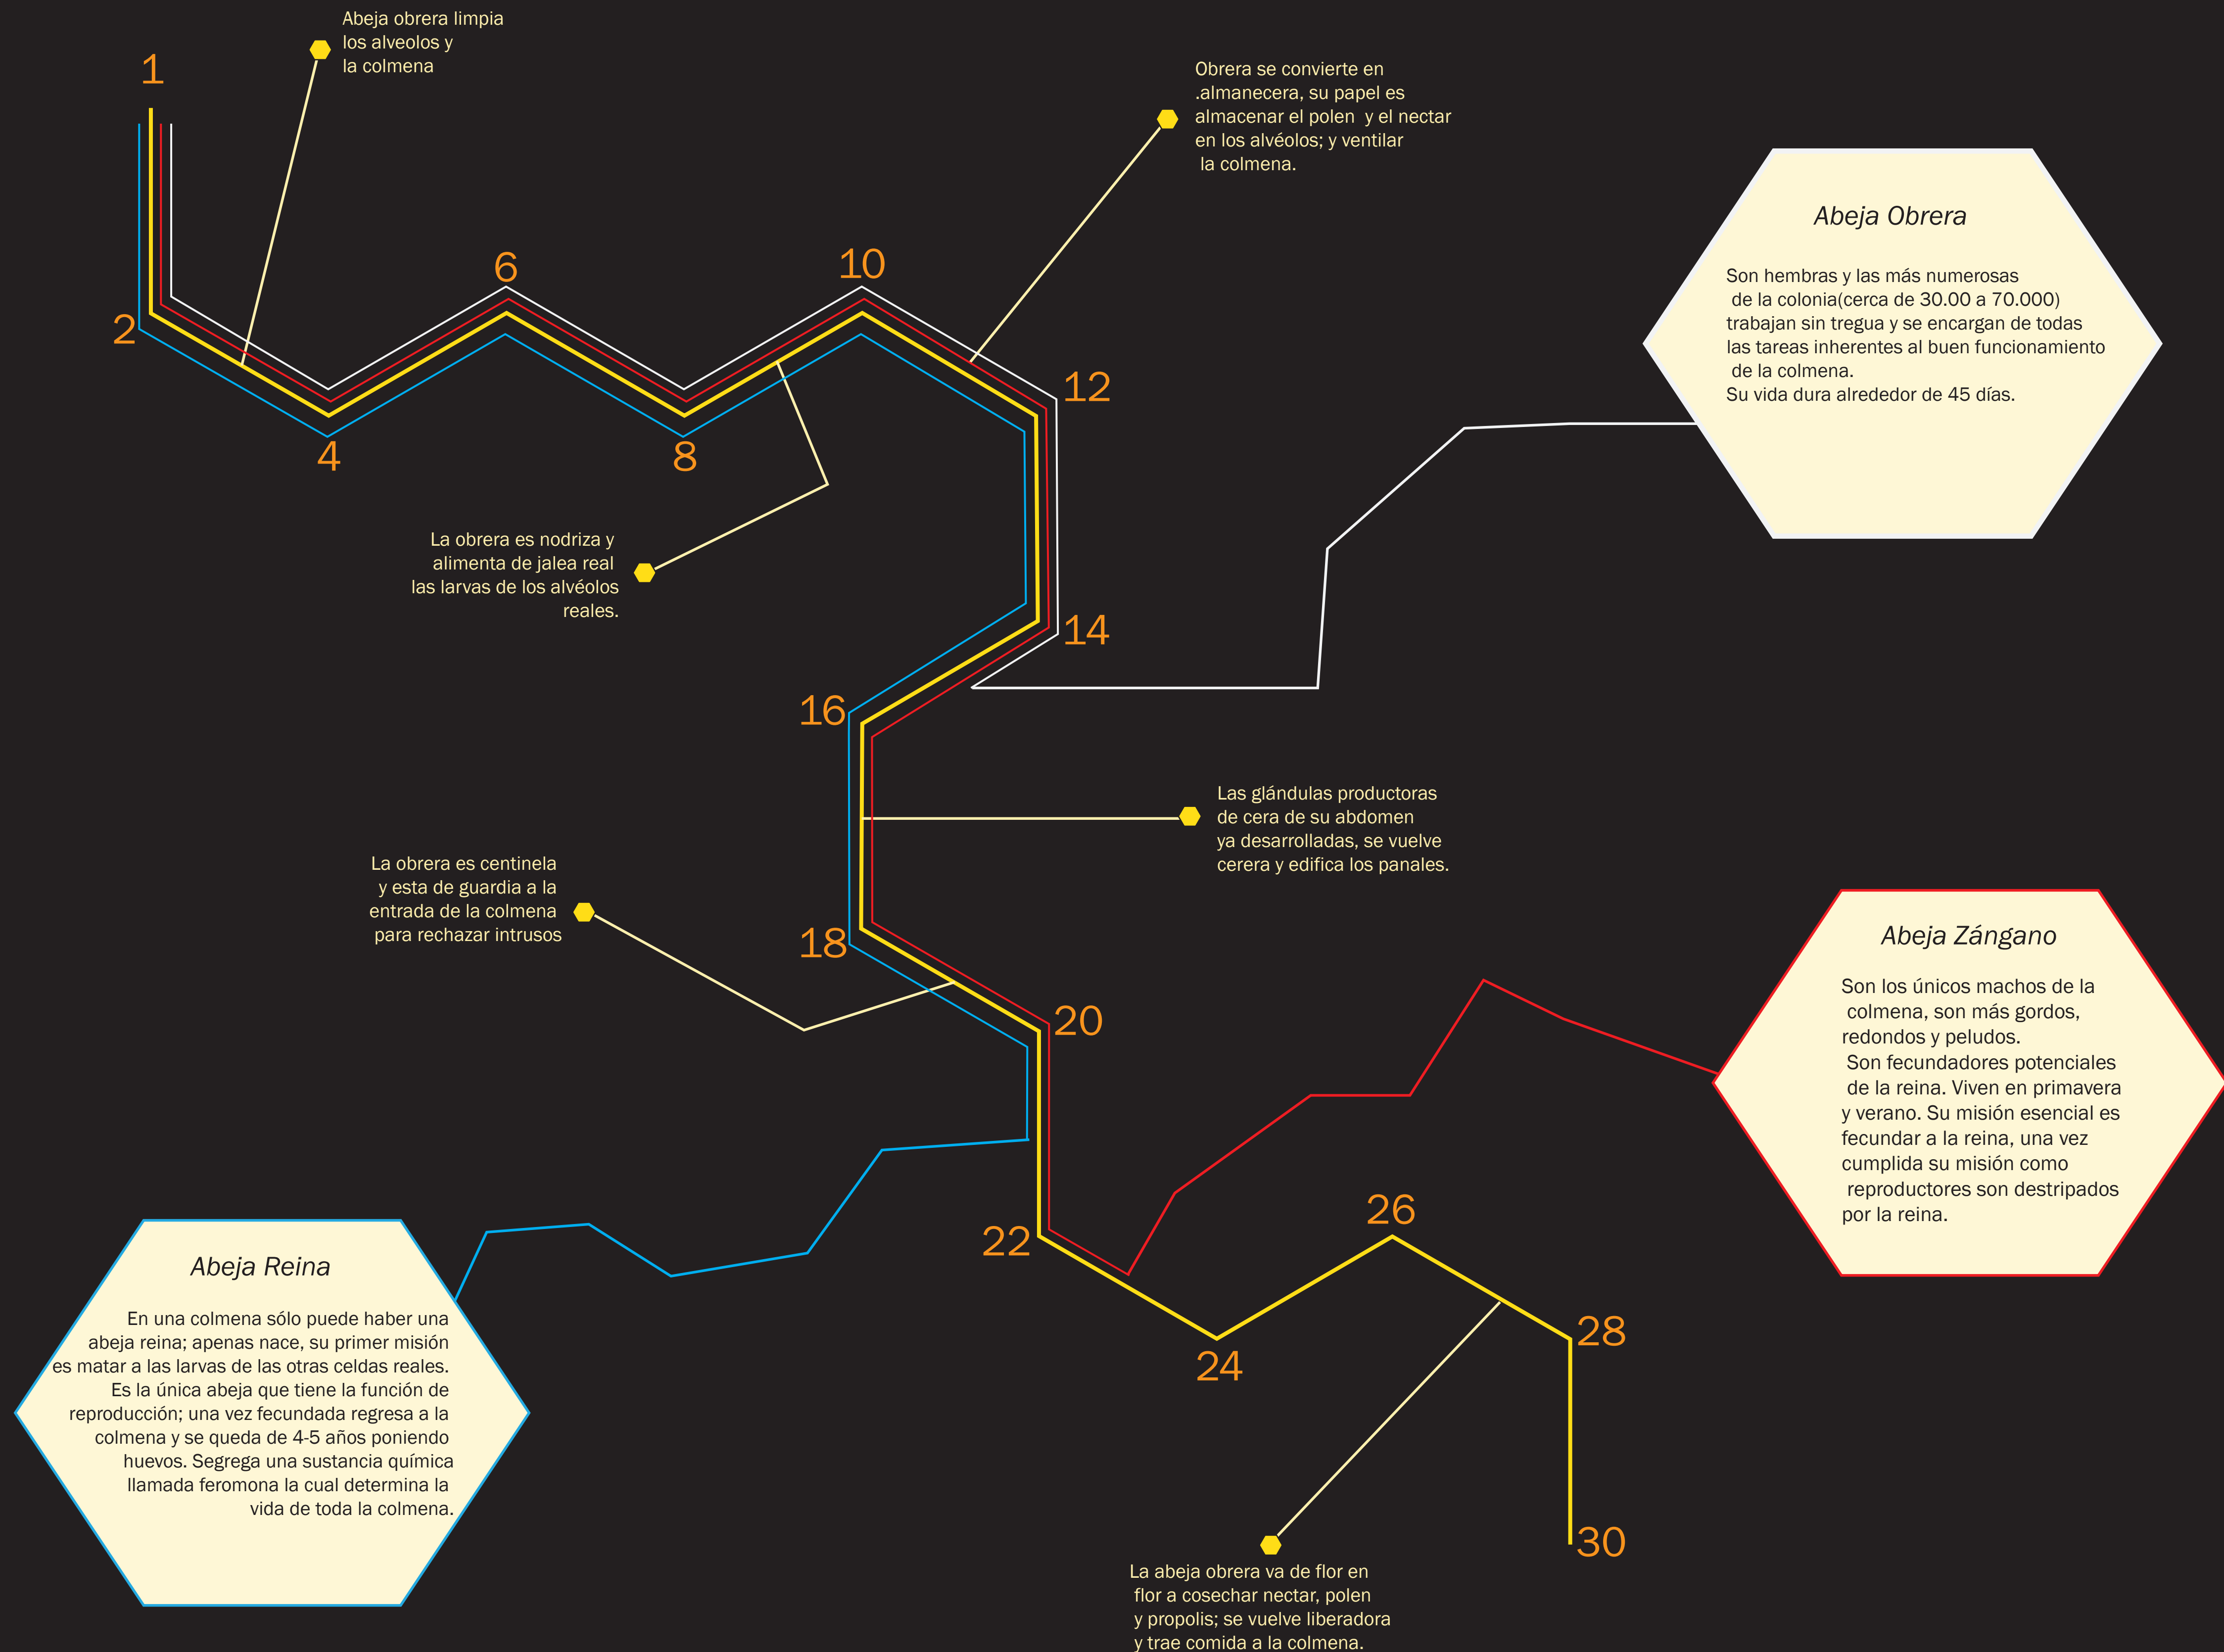 1
Abeja obrera limpia
los alveolos y
la colmena
Obrera se convierte en
.almanecera, su papel es
almacenar el polen  y el nectar
en los alvéolos; y ventilar
la colmena.
2
4
6
8
10
12
14
La obrera es nodriza y
alimenta de jalea real
las larvas de los alvéolos
reales.
Abeja Obrera
Son hembras y las más numerosas
de la colonia(cerca de 30.00 a 70.000)
trabajan sin tregua y se encargan de todas
las tareas inherentes al buen funcionamiento
de la colmena.
Su vida dura alrededor de 45 días.
16
18
Las glándulas productoras
de cera de su abdomen
ya desarrolladas, se vuelve
cerera y edifica los panales.
La obrera es centinela
y esta de guardia a la
entrada de la colmena
para rechazar intrusos
20
22
24
26
28
30
Abeja Zángano
Son los únicos machos de la
colmena, son más gordos,
redondos y peludos.
Son fecundadores potenciales
de la reina. Viven en primavera
y verano. Su misión esencial es
fecundar a la reina, una vez
cumplida su misión como
reproductores son destripados
por la reina.
Abeja Reina
En una colmena sólo puede haber una
abeja reina; apenas nace, su primer misión
es matar a las larvas de las otras celdas reales.
Es la única abeja que tiene la función de
reproducción; una vez fecundada regresa a la
colmena y se queda de 4-5 años poniendo
huevos. Segrega una sustancia química
llamada feromona la cual determina la
vida de toda la colmena.
La abeja obrera va de flor en
flor a cosechar nectar, polen
y propolis; se vuelve liberadora
y trae comida a la colmena.